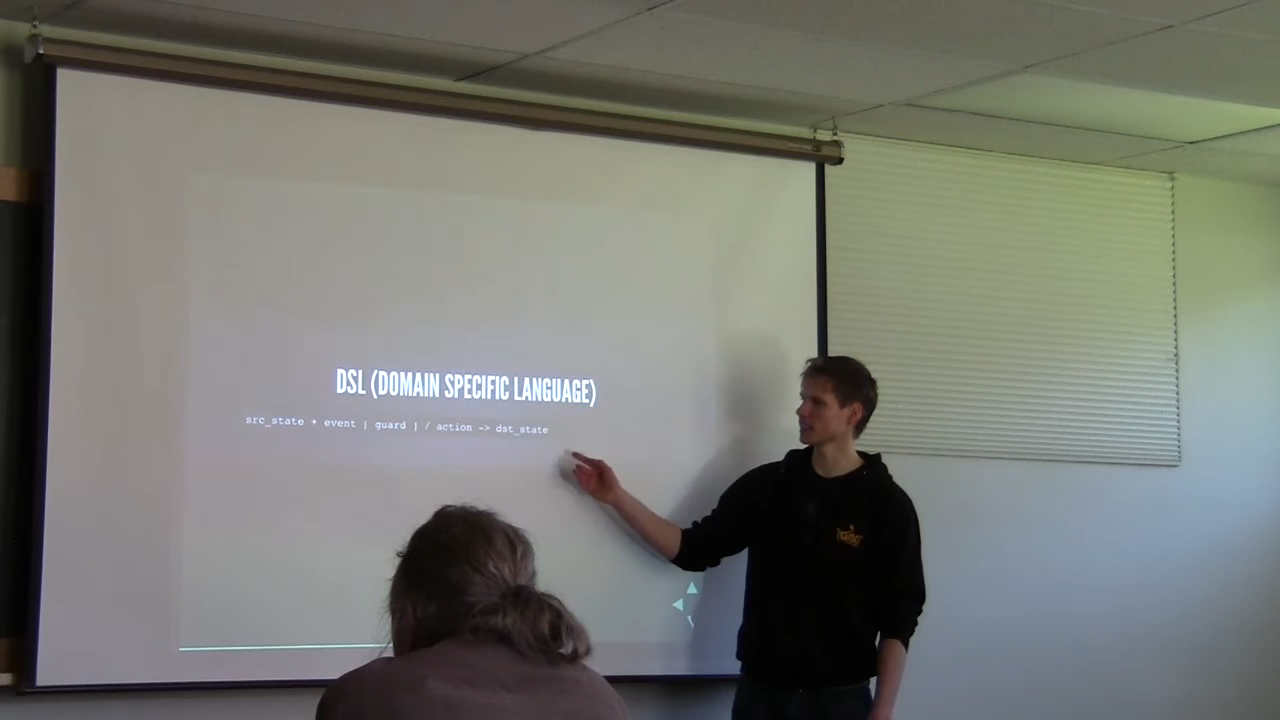 DSL (DOMAIN SPECIFIC LANGUAGE)
src_state + event [ guard ] / action -> dst_state